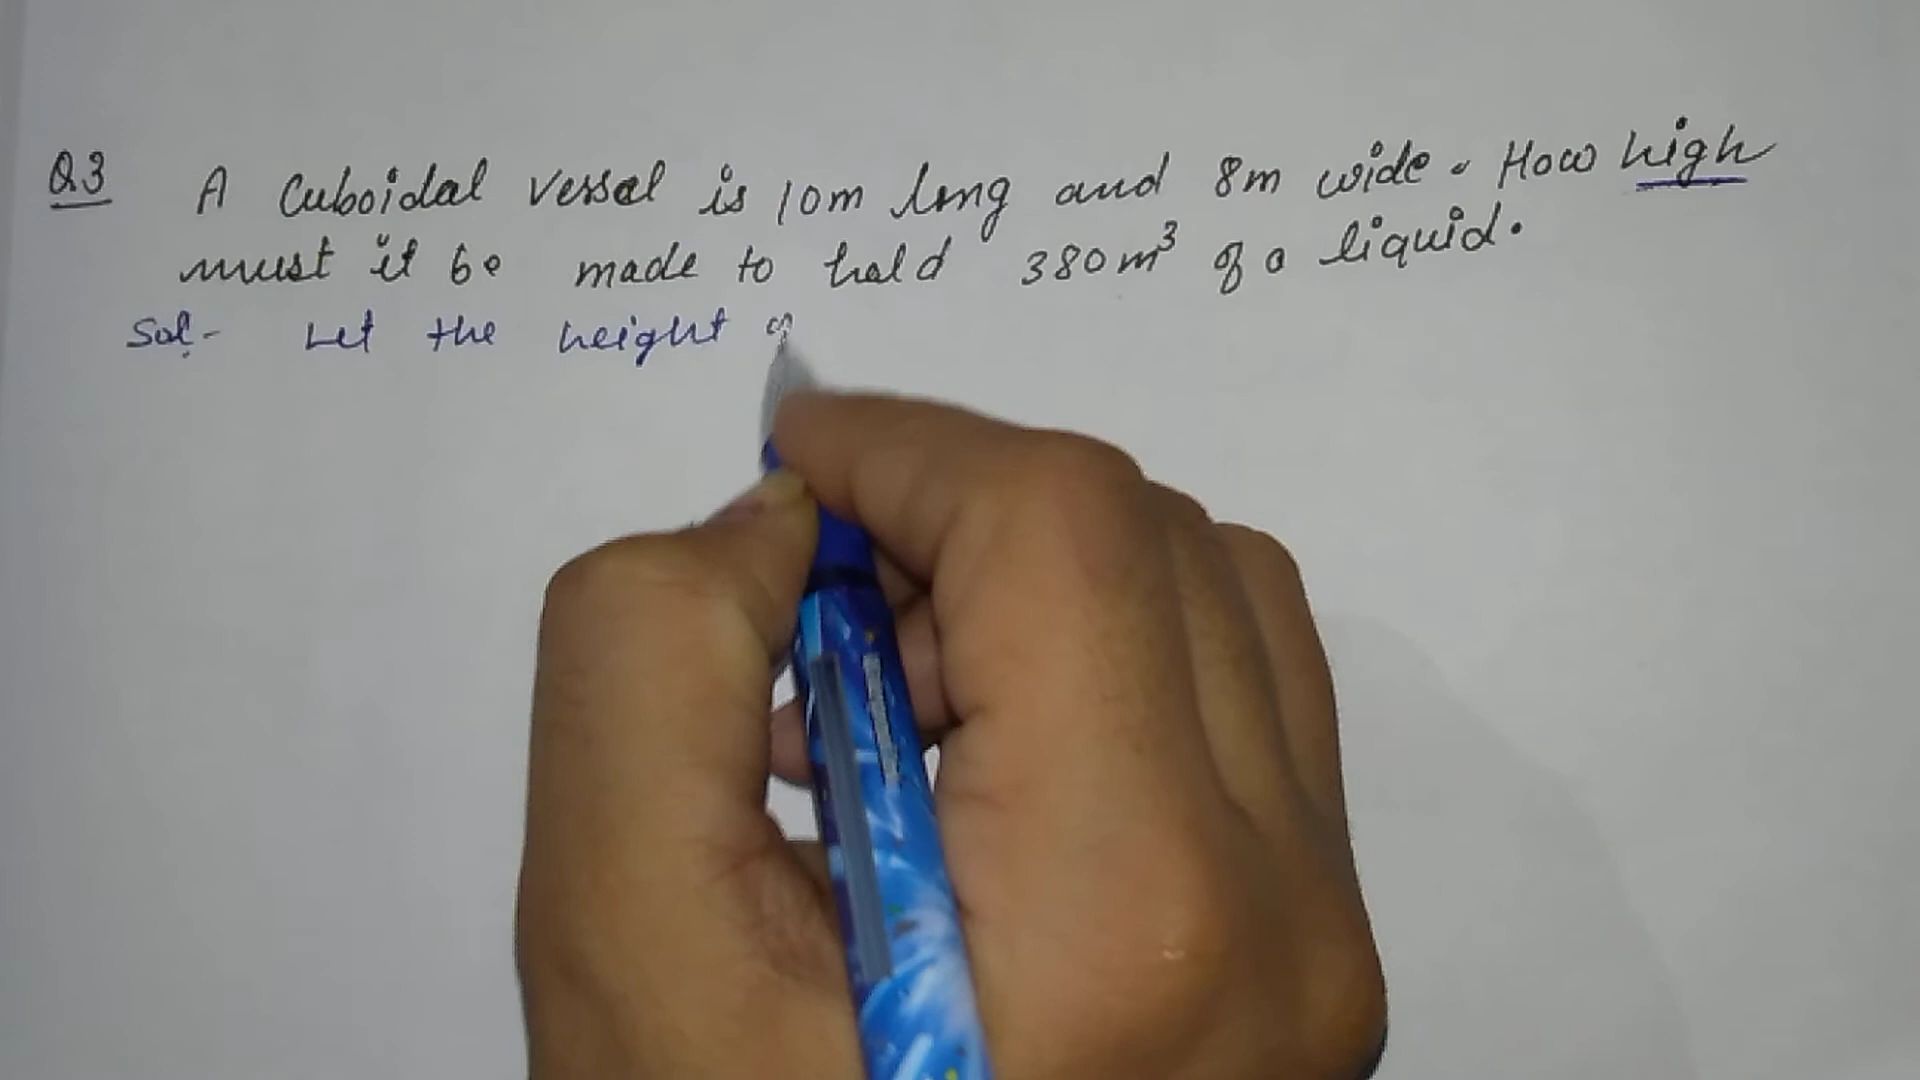 Q.3 A Cuboidal vessel is 10m long and 8m wide. How high
must it be made to hold 380m³ of a liquid.
Sol.- Let the height